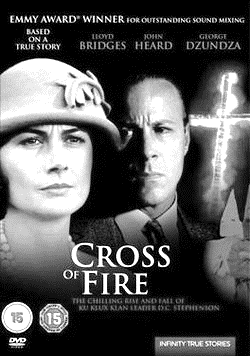 EMMY AWARD® WINNER FOR OUTSTANDING SOUND MIXING
BASED
ON A
TRUE STORY
LLOYD
BRIDGES
JOHN
HEARD
GEORGE
DZUNDZA
CROSS
OF FIRE
THE CHILLING RISE AND FALL OF
KU KLUX KLAN LEADER D.C. STEPHENSON
15
15
DVD
INFINITY TRUE STORIES